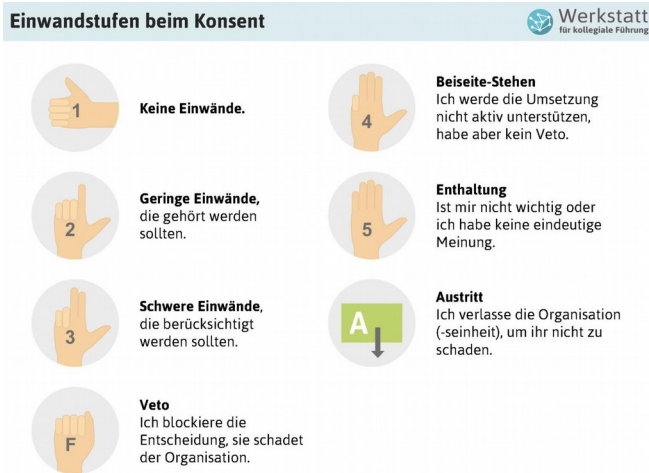 Einwandstufen beim Konsent
Werkstatt
für kollegiale Führung
1
Keine Einwände.
2
Geringe Einwände,
die gehört werden
sollten.
3
Schwere Einwände,
die berücksichtigt
werden sollten.
F
Veto
Ich blockiere die
Entscheidung, sie schadet
der Organisation.
4
Beiseite-Stehen
Ich werde die Umsetzung
nicht aktiv unterstützen,
habe aber kein Veto.
5
Enthaltung
Ist mir nicht wichtig oder
ich habe keine eindeutige
Meinung.
A
Austritt
Ich verlasse die Organisation
(-seinheit), um ihr nicht zu
schaden.